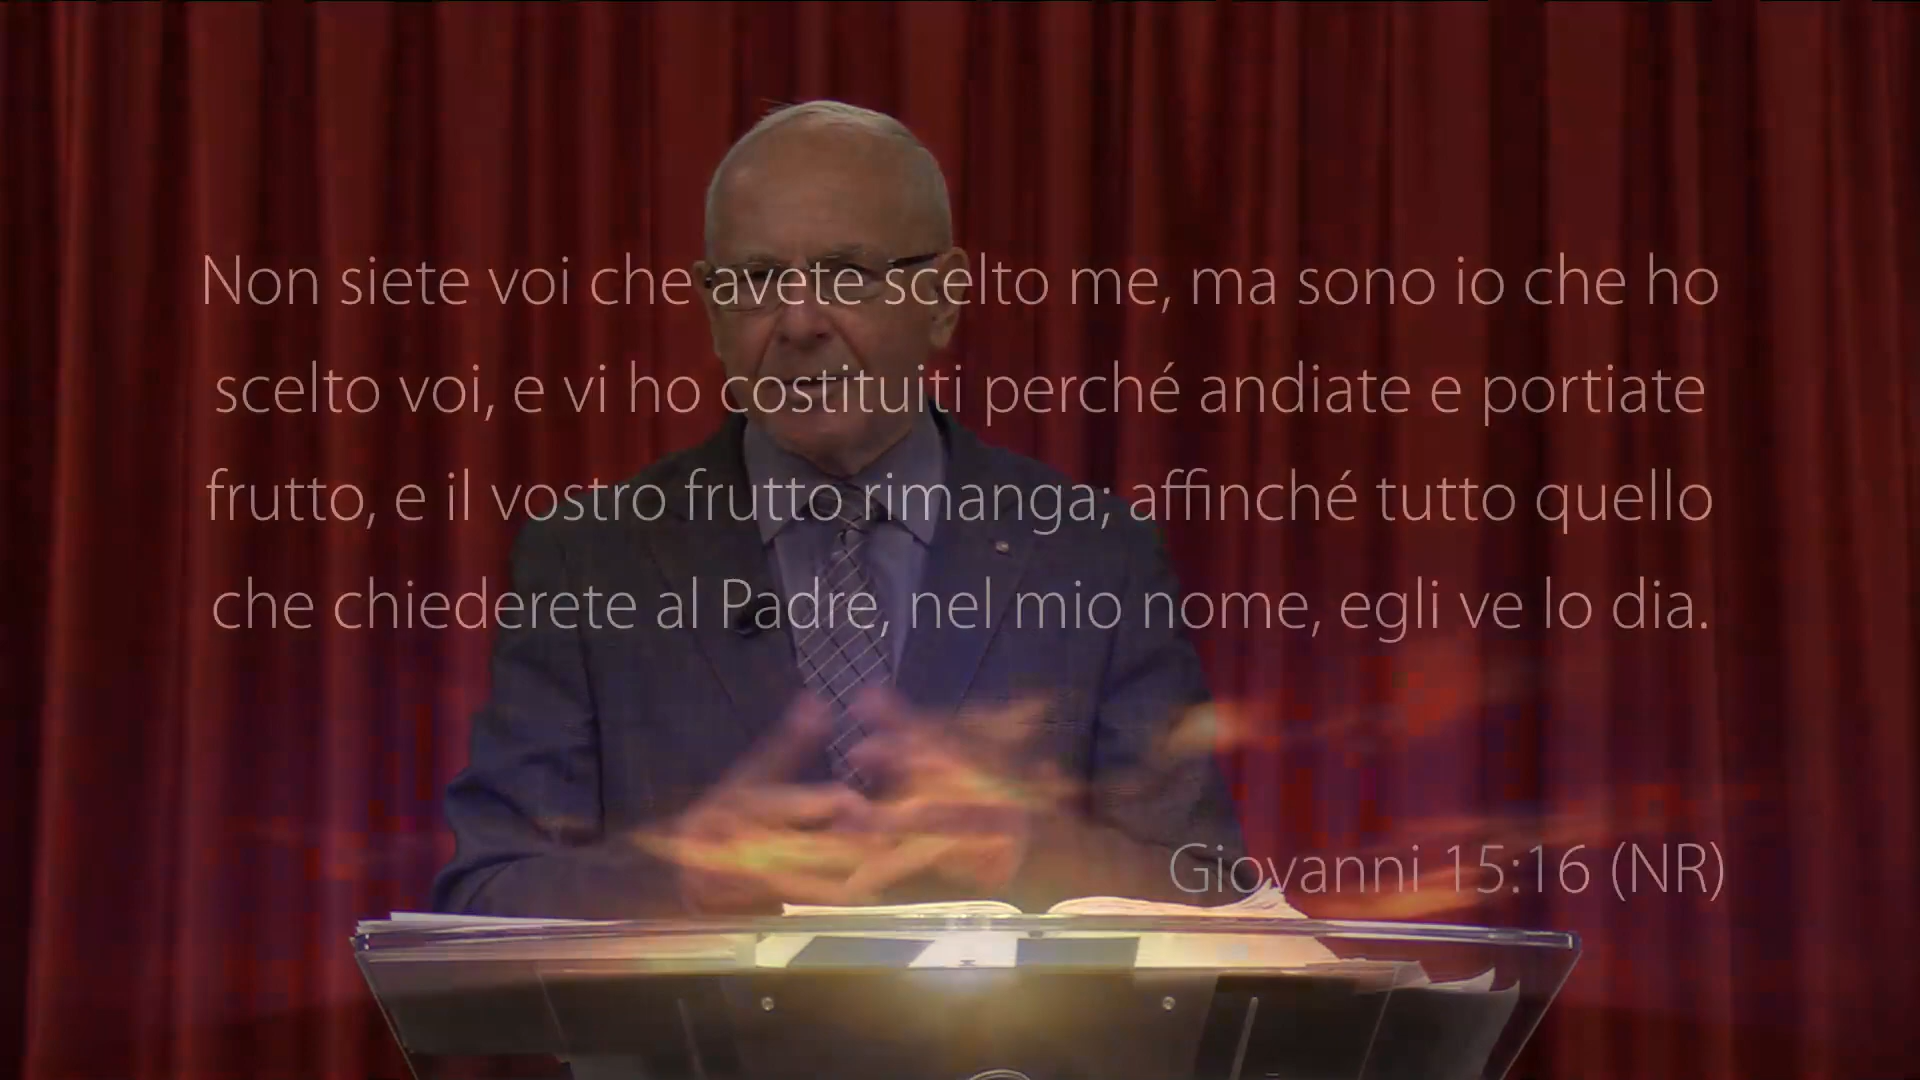 Non siete voi che avete scelto me, ma sono io che ho
scelto voi, e vi ho costituiti perché andiate e portiate
frutto, e il vostro frutto rimanga; affinché tutto quello
che chiederete al Padre, nel mio nome, egli ve lo dia.
Giovanni 15:16 (NR)